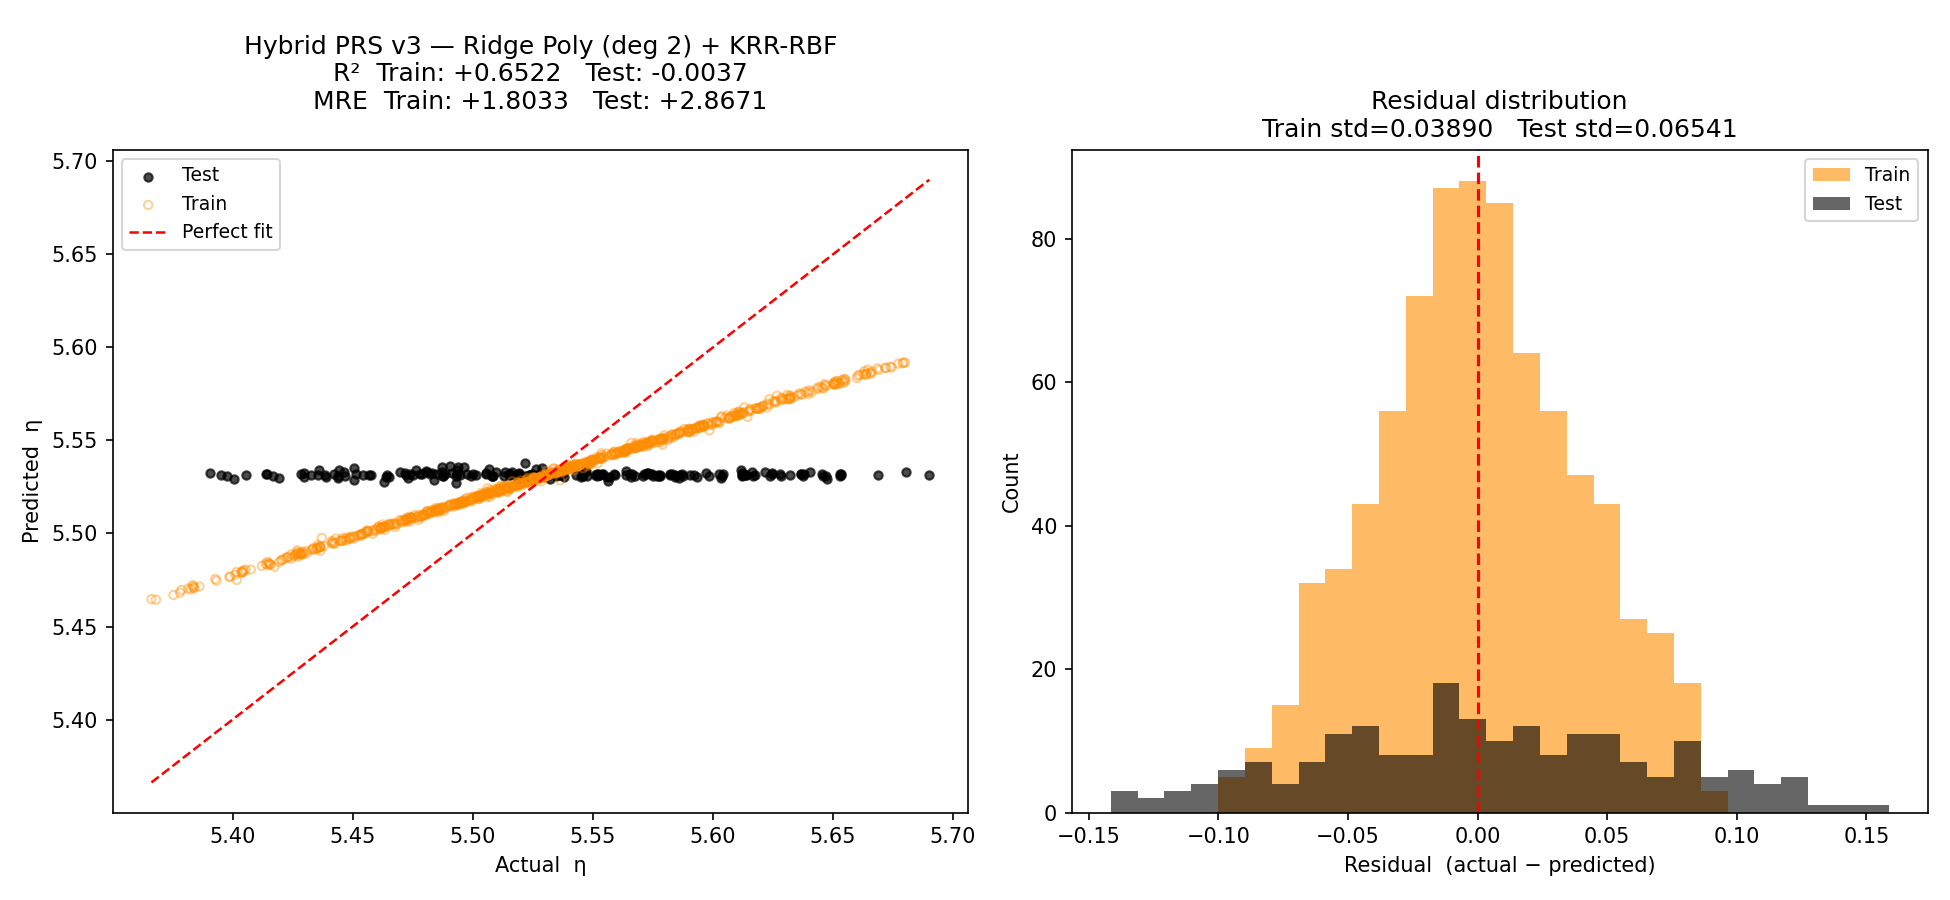 Hybrid PRS v3 — Ridge Poly (deg 2) + KRR-RBF
R²  Train: +0.6522   Test: -0.0037
MRE  Train: +1.8033   Test: +2.8671
5.70
5.65
5.60
5.55
5.50
5.45
5.40
Predicted  η
Test
Train
Perfect fit
5.40
5.45
5.50
5.55
5.60
5.65
5.70
Actual  η
Residual distribution
Train std=0.03890   Test std=0.06541
80
60
40
20
0
Count
Train
Test
−0.15
−0.10
−0.05
0.00
0.05
0.10
0.15
Residual  (actual − predicted)